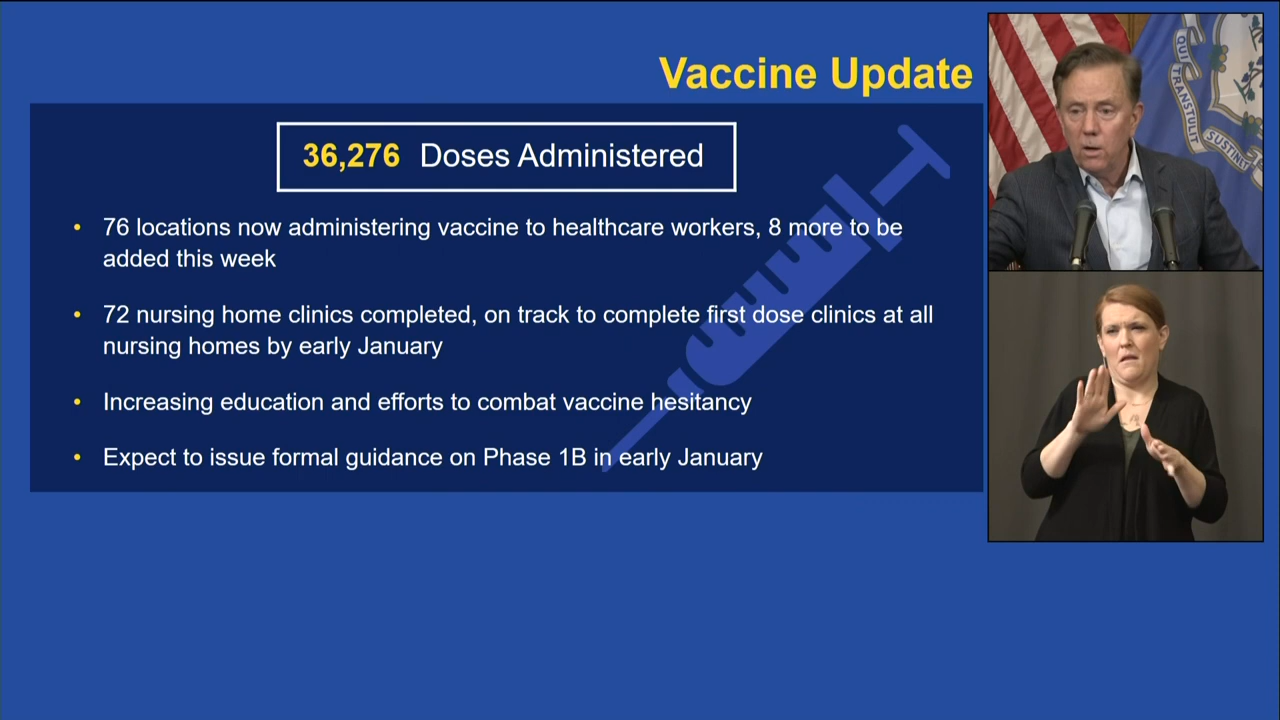 Vaccine Update
36,276 Doses Administered
• 76 locations now administering vaccine to healthcare workers, 8 more to be
added this week
• 72 nursing home clinics completed, on track to complete first dose clinics at all
nursing homes by early January
• Increasing education and efforts to combat vaccine hesitancy
• Expect to issue formal guidance on Phase 1B in early January
QUI
TRANSTULIT
SUSTINET